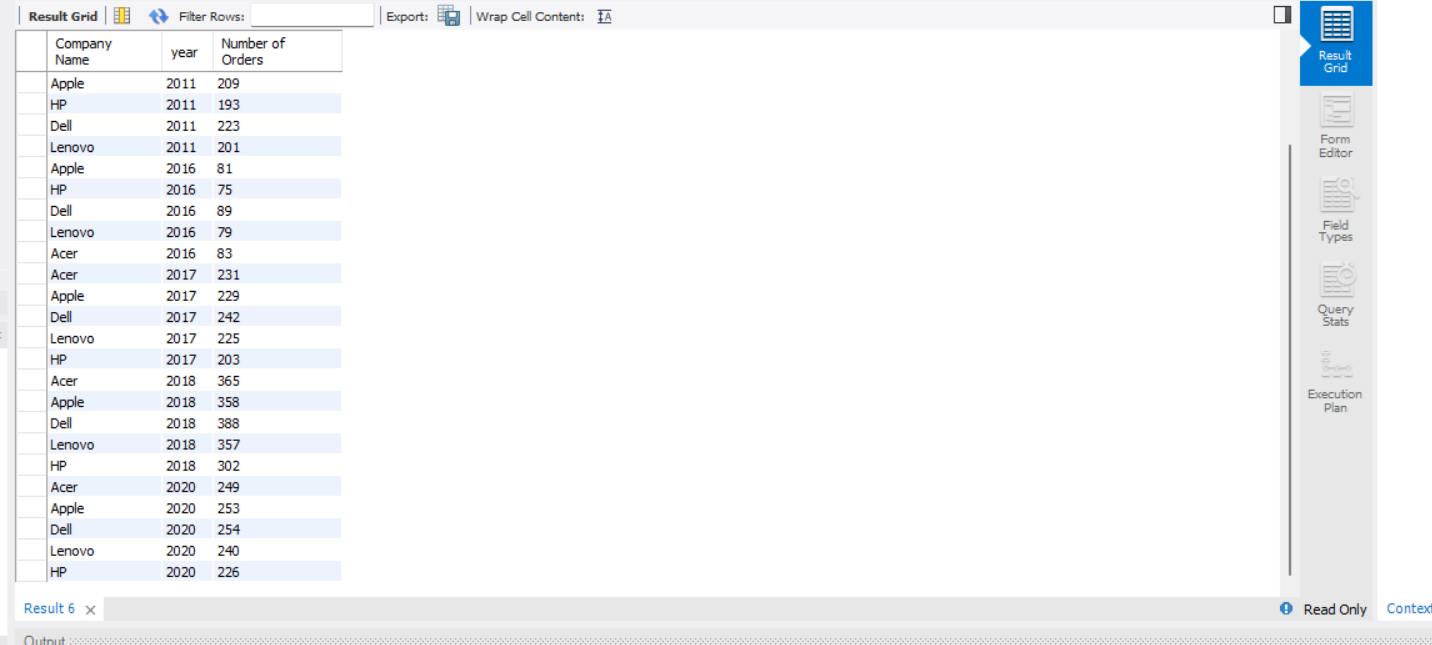 Result Grid Filter Rows: Export: Wrap Cell Content:
Company Name year Number of Orders
Apple 2011 209
HP 2011 193
Dell 2011 223
Lenovo 2011 201
Apple 2016 81
HP 2016 75
Dell 2016 89
Lenovo 2016 79
Acer 2016 83
Acer 2017 231
Apple 2017 229
Dell 2017 242
Lenovo 2017 225
HP 2017 203
Acer 2018 365
Apple 2018 358
Dell 2018 388
Lenovo 2018 357
HP 2018 302
Acer 2020 249
Apple 2020 253
Dell 2020 254
Lenovo 2020 240
HP 2020 226
Result
Grid
Form
Editor
Field
Types
Query
Stats
Execution
Plan
Result 6 Read Only Context
Output